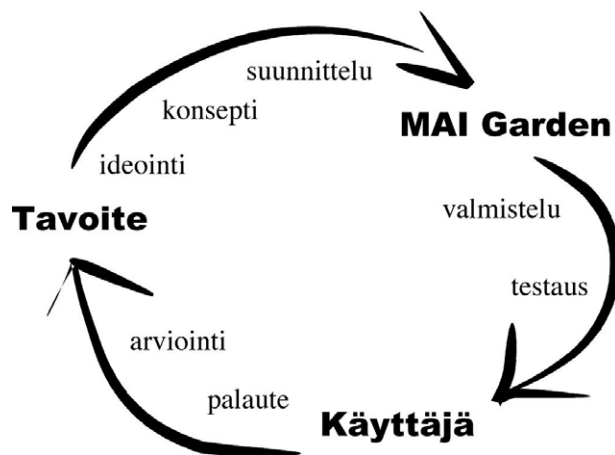 suunnittelu
konsepti
MAI Garden
ideointi
Tavoite
valmistelu
testaus
arviointi
palaute
Käyttäjä